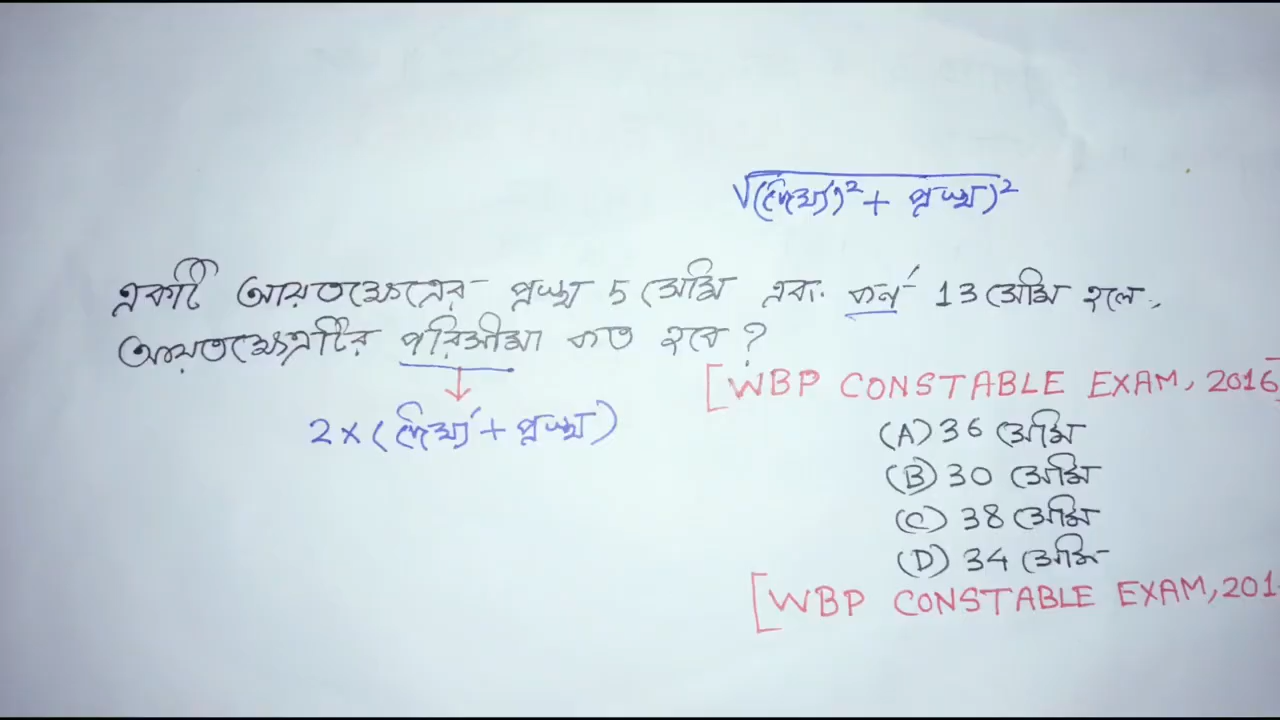 √(দৈর্ঘ্য)² + প্রস্থ)²
একটি আয়তক্ষেত্রের প্রস্থ 5 সেমি এবং কর্ণ 13 সেমি হলে,
আয়তক্ষেত্রটির পরিসীমা কত হবে ?
[WBP CONSTABLE EXAM, 2016]
2 × (দৈর্ঘ্য + প্রস্থ)
(A) 36 সেমি
(B) 30 সেমি
(C) 38 সেমি
(D) 34 সেমি
[WBP CONSTABLE EXAM, 201